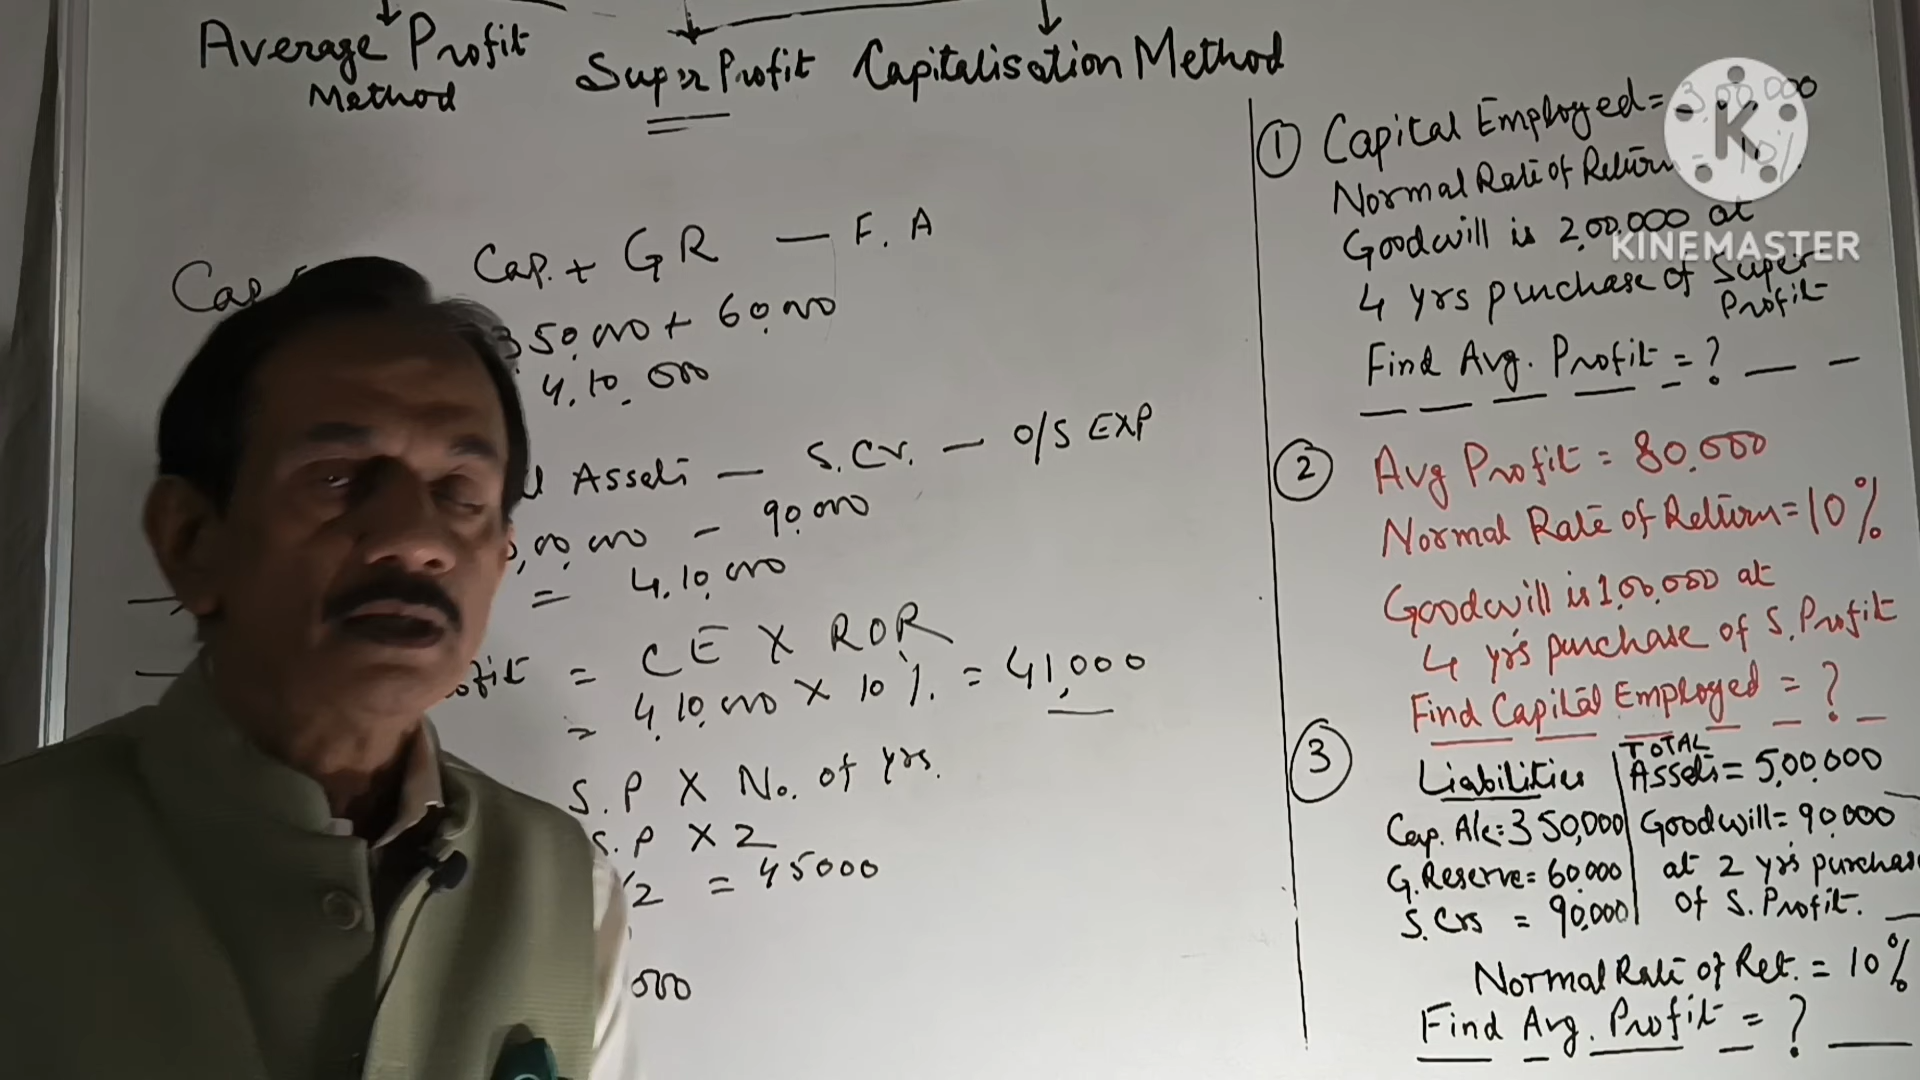 Average Profit
Method
Super Profit
Capitalisation Method
Cap. + GR — F. A
350,000 + 60,000
4,10,000
Assets — S.Cr. — O/S EXP
00,000 — 90,000
= 4,10,000
= CE X ROR
= 4,10,000 X 10% = 41,000
S.P X No. of yrs.
S.P X 2
/2 = 45000
000
① Capital Employed =
Normal Rate of Return
Goodwill is 2,00,000 at
4 yrs purchase of Super
Profit
Find Avg. Profit = ?
② Avg Profit = 80,000
Normal Rate of Return = 10%
Goodwill is 1,00,000 at
4 yrs purchase of S. Profit
Find Capital Employed = ?
③ Liabilities
TOTAL
Assets = 5,00,000
Cap. A/c = 350,000
Goodwill = 90,000
G. Reserve = 60000
at 2 yrs purchase
S. Crs = 90,000
of S. Profit.
Normal Rate of Ret. = 10%
Find Avg. Profit = ?
K
KINEMASTER